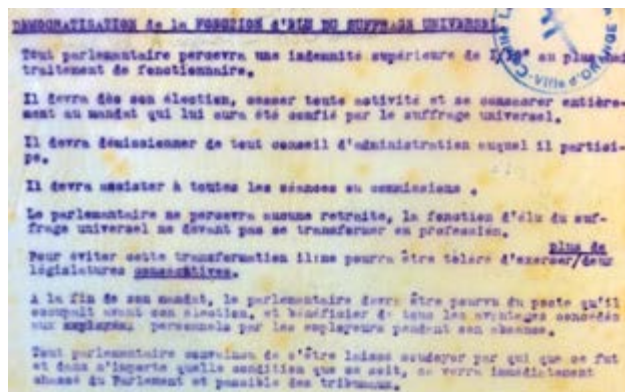 DEMOCRATISATION de la FONCTION d'ELU DU SUFFRAGE UNIVERSEL
Tout parlementaire percevra une indemnité supérieure de 1/10° au plus haut
traitement de fonctionnaire.
Il devra dès son élection, cesser toute activité et se consacrer entière-
ment au mandat qui lui aura été confié par le suffrage universel.
Il devra démissionner de tout conseil d'administration auquel il partici-
pe.
Il devra assister à toutes les séances ou commissions .
Le parlementaire ne percevra aucune retraite, la fonction d'élu du suf-
frage universel ne devant pas se transformer en profession.
plus de
Pour eviter cette transformation il ne pourra être d'exercer/deux
législatures consécutives.
A la fin de son mandat, le parlementaire devra être pourvu du poste qu'il
occupait avant son élection, et bénéficier de tous les avantages concédés
aux personnels par les employeurs pendant son absence.
Tout parlementaire convaincu de s'être laissé soudoyer par qui que ce fut
et dans n'importe quelle condition que ce soit, se verra immédiatement
chassé du Parlement et passible des tribunaux.
VILLE D'ORANGE